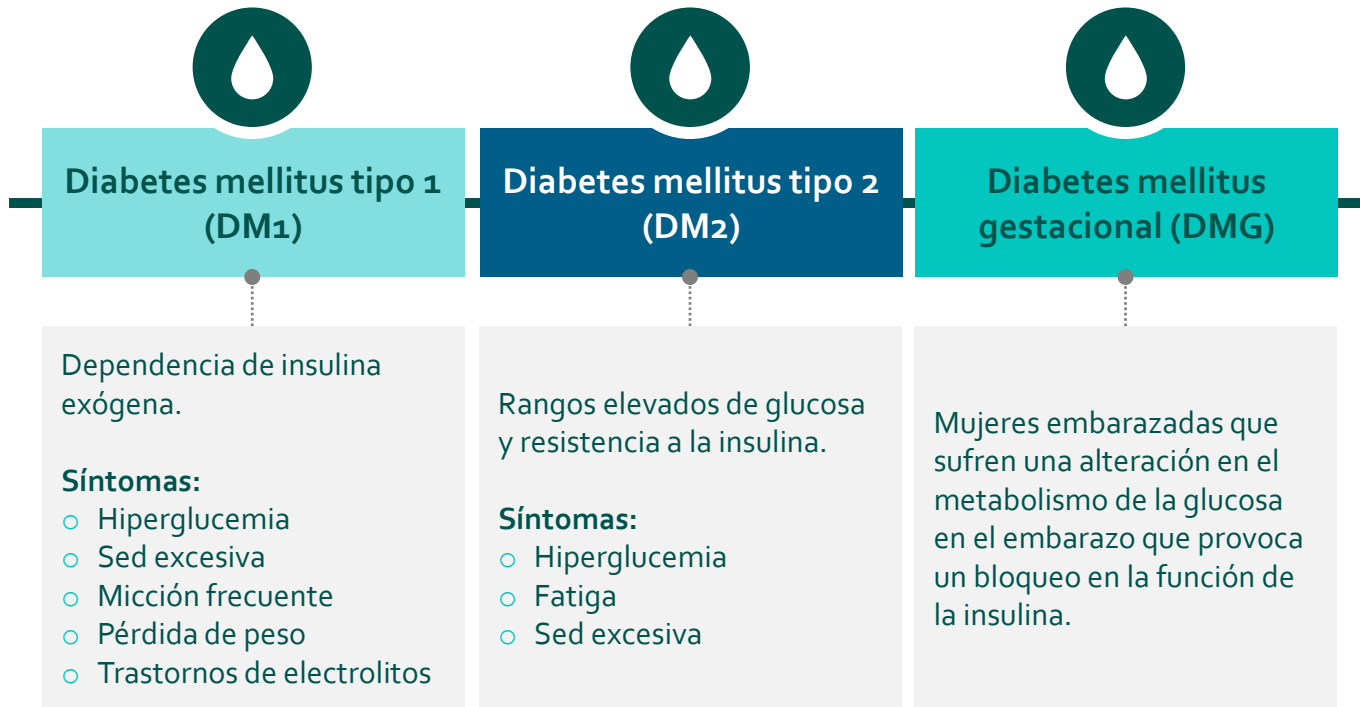 Diabetes mellitus tipo 1
(DM1)
Dependencia de insulina
exógena.
Síntomas:
o Hiperglucemia
o Sed excesiva
o Micción frecuente
o Pérdida de peso
o Trastornos de electrolitos
Diabetes mellitus tipo 2
(DM2)
Rangos elevados de glucosa
y resistencia a la insulina.
Síntomas:
o Hiperglucemia
o Fatiga
o Sed excesiva
Diabetes mellitus
gestacional (DMG)
Mujeres embarazadas que
sufren una alteración en el
metabolismo de la glucosa
en el embarazo que provoca
un bloqueo en la función de
la insulina.